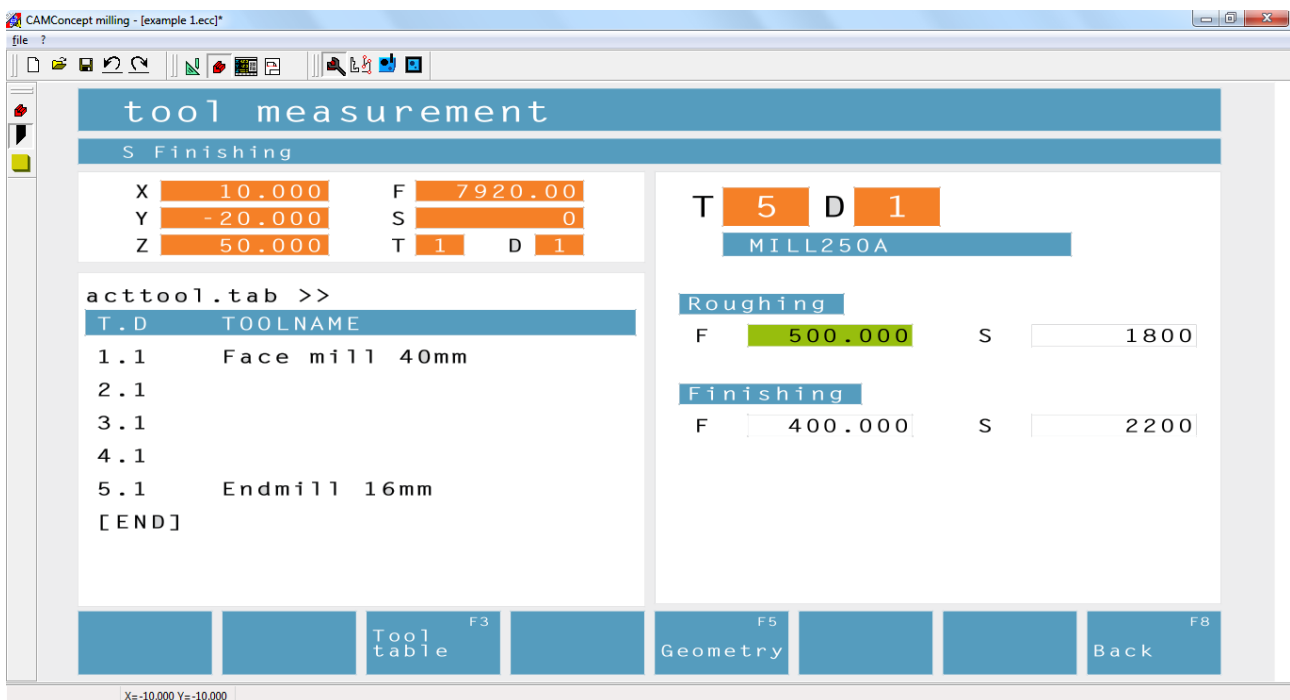 CAMConcept milling - [example 1.ecc]*
file ?
tool measurement
S Finishing
X 10.000 F 7920.00
Y -20.000 S 0
Z 50.000 T 1 D 1
T 5 D 1
MILL250A
acttool.tab >>
T.D TOOLNAME
1.1 Face mill 40mm
2.1
3.1
4.1
5.1 Endmill 16mm
[END]
Roughing
F 500.000 S 1800
Finishing
F 400.000 S 2200
F3
Tool
table
F5
Geometry
F8
Back
X=-10.000 Y=-10.000